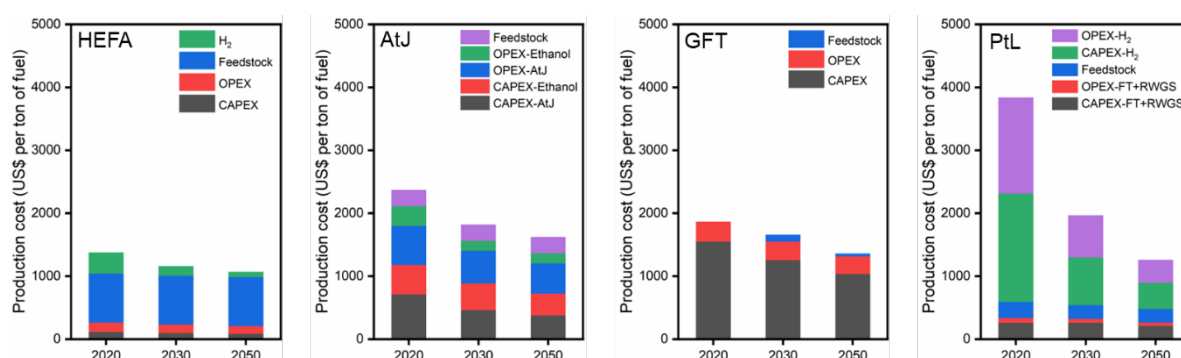 HEFA
H2
Feedstock
OPEX
CAPEX
Production cost (US$ per ton of fuel)
5000
4000
3000
2000
1000
0
2020 2030 2050
AtJ
Feedstock
OPEX-Ethanol
OPEX-AtJ
CAPEX-Ethanol
CAPEX-AtJ
Production cost (US$ per ton of fuel)
5000
4000
3000
2000
1000
0
2020 2030 2050
GFT
Feedstock
OPEX
CAPEX
Production cost (US$ per ton of fuel)
5000
4000
3000
2000
1000
0
2020 2030 2050
PtL
OPEX-H2
CAPEX-H2
Feedstock
OPEX-FT+RWGS
CAPEX-FT+RWGS
Production cost (US$ per ton of fuel)
5000
4000
3000
2000
1000
0
2020 2030 2050